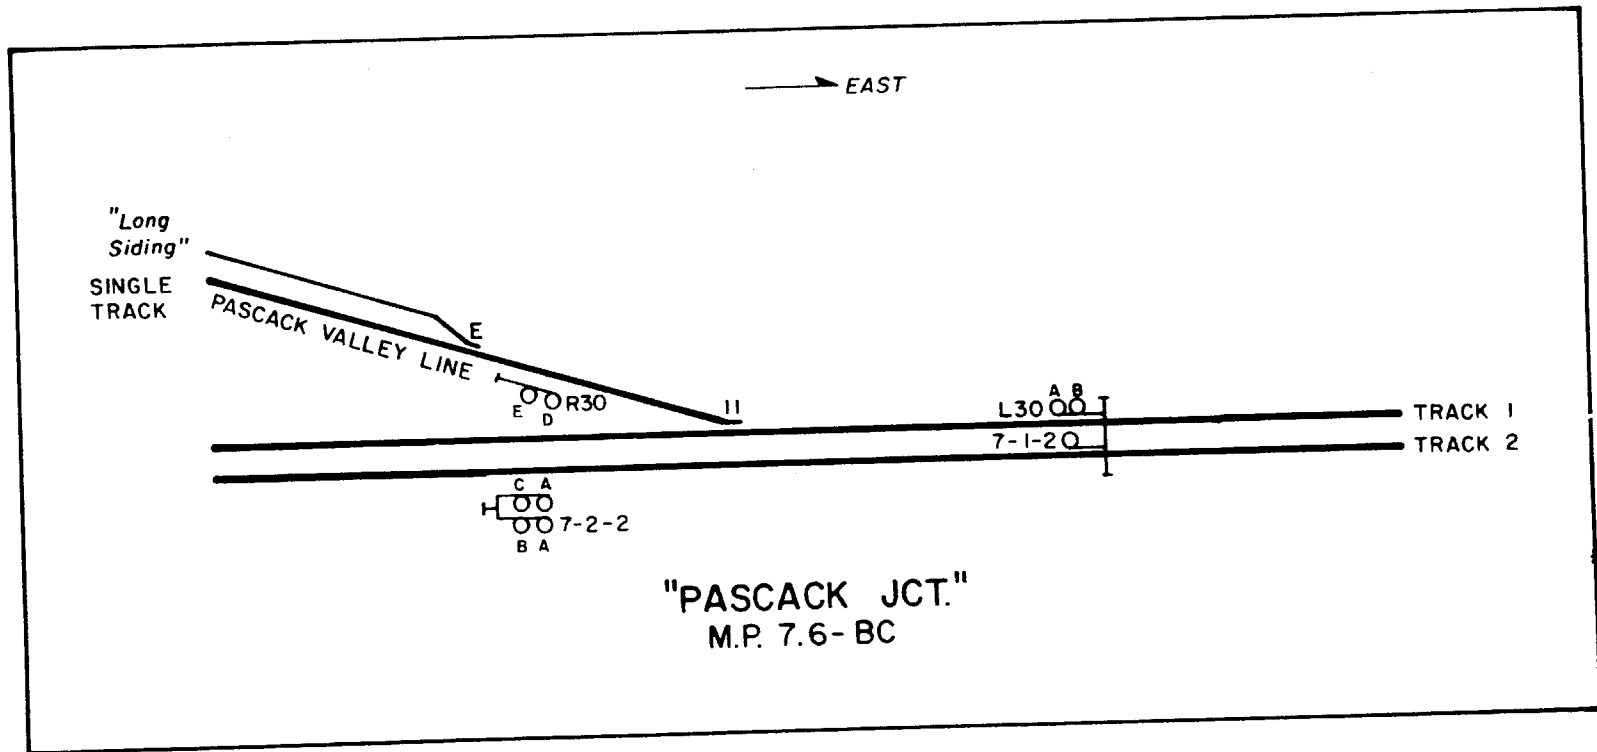 EAST
"Long
Siding"
SINGLE
TRACK
PASCACK VALLEY LINE
E
E
D
R30
11
A B
L30
7-1-2
TRACK 1
TRACK 2
C A
7-2-2
B A
"PASCACK JCT."
M.P. 7.6-BC